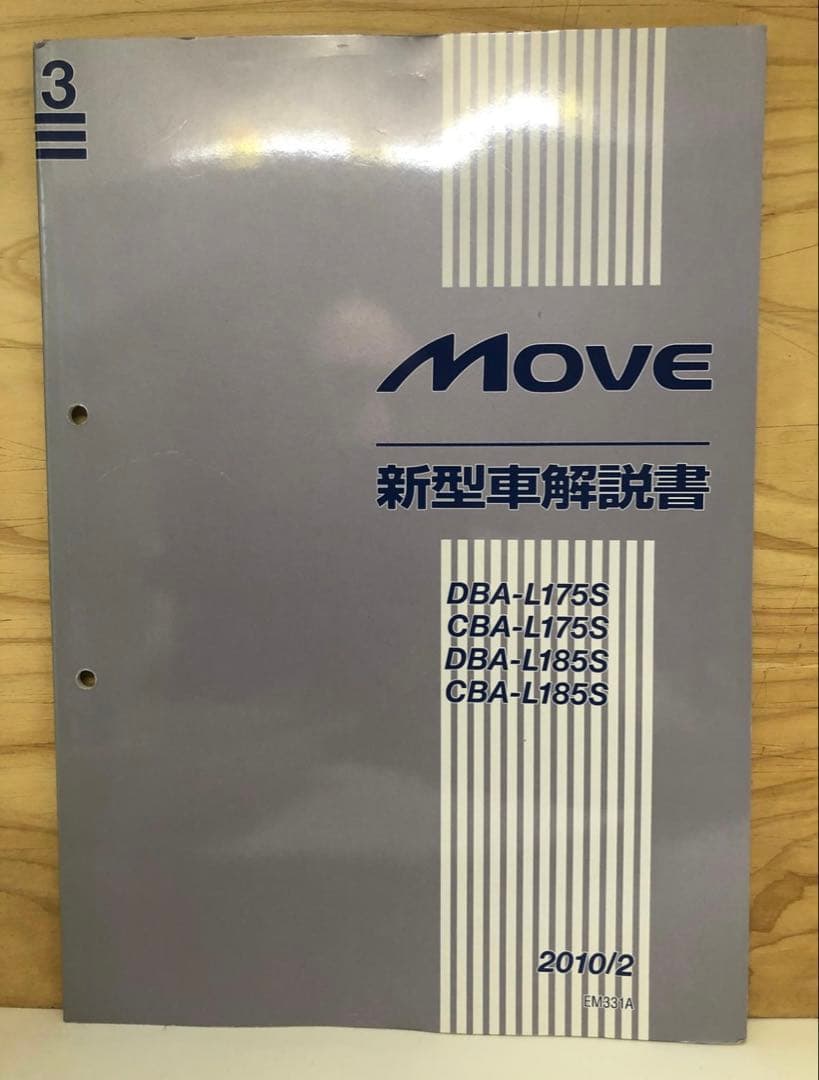 3
MOVE
新型車解説書
DBA-L175S
CBA-L175S
DBA-L185S
CBA-L185S
2010/2
EM331A